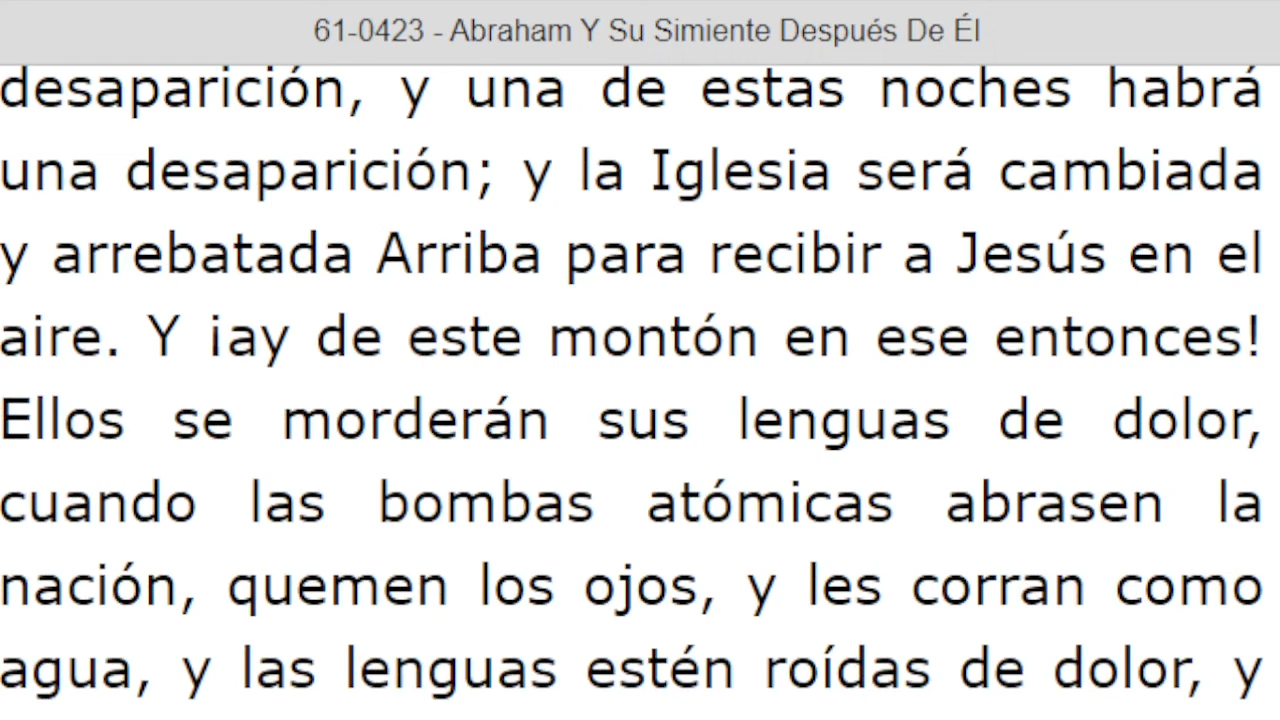 61-0423 - Abraham Y Su Simiente Después De Él
desaparición, y una de estas noches habrá
una desaparición; y la Iglesia será cambiada
y arrebatada Arriba para recibir a Jesús en el
aire. Y ¡ay de este montón en ese entonces!
Ellos se morderán sus lenguas de dolor,
cuando las bombas atómicas abrasen la
nación, quemen los ojos, y les corran como
agua, y las lenguas estén roídas de dolor, y